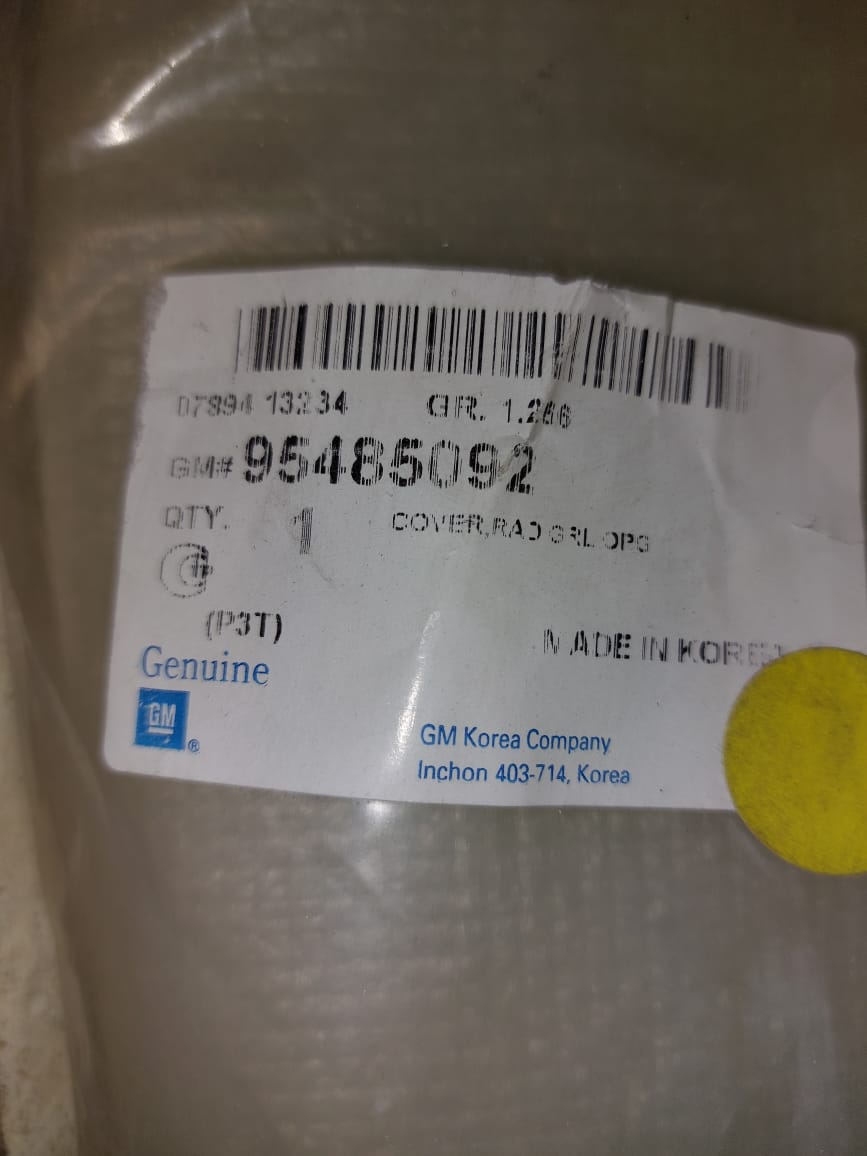 07894 13234 GR. 1.266
GM# 95485092
QTY. 1 COVER,RAD GRL OPG
(P3T)
MADE IN KOREA
Genuine
GM ®
GM Korea Company
Inchon 403-714, Korea